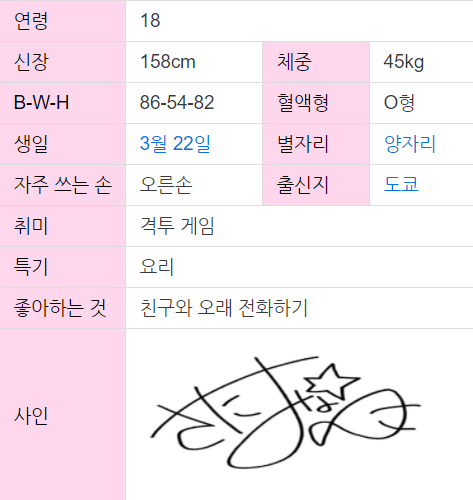 연령 18
신장 158cm 체중 45kg
B-W-H 86-54-82 혈액형 O형
생일 3월 22일 별자리 양자리
자주 쓰는 손 오른손 출신지 도쿄
취미 격투 게임
특기 요리
좋아하는 것 친구와 오래 전화하기
사인